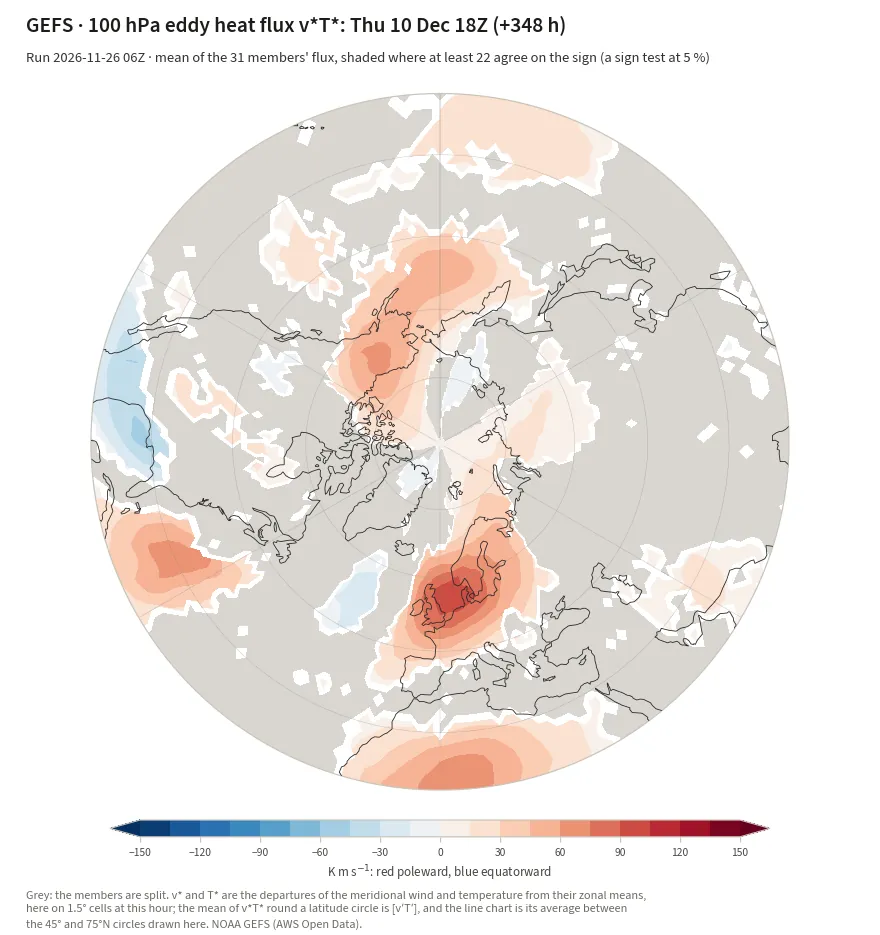 GEFS · 100 hPa eddy heat flux v*T*: Thu 10 Dec 18Z (+348 h)
Run 2026-11-26 06Z · mean of the 31 members' flux, shaded where at least 22 agree on the sign (a sign test at 5 %)
−150 −120 −90 −60 −30 0 30 60 90 120 150
K m s⁻¹: red poleward, blue equatorward
Grey: the members are split. v* and T* are the departures of the meridional wind and temperature from their zonal means,
here on 1.5° cells at this hour; the mean of v*T* round a latitude circle is [v'T'], and the line chart is its average between
the 45° and 75°N circles drawn here. NOAA GEFS (AWS Open Data).